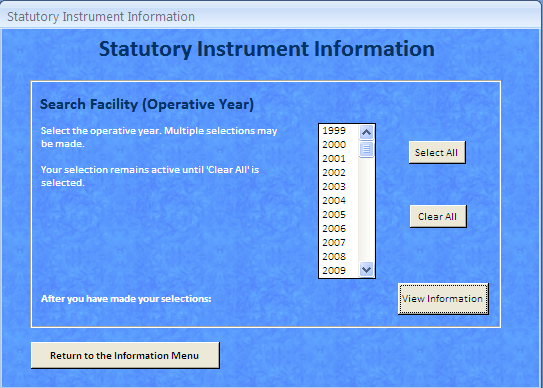 Statutory Instrument Information
Statutory Instrument Information
Search Facility (Operative Year)
Select the operative year. Multiple selections may
be made.
Your selection remains active until 'Clear All' is
selected.
1999
2000
2001
2002
2003
2004
2005
2006
2007
2008
2009
Select All
Clear All
After you have made your selections:
View Information
Return to the Information Menu